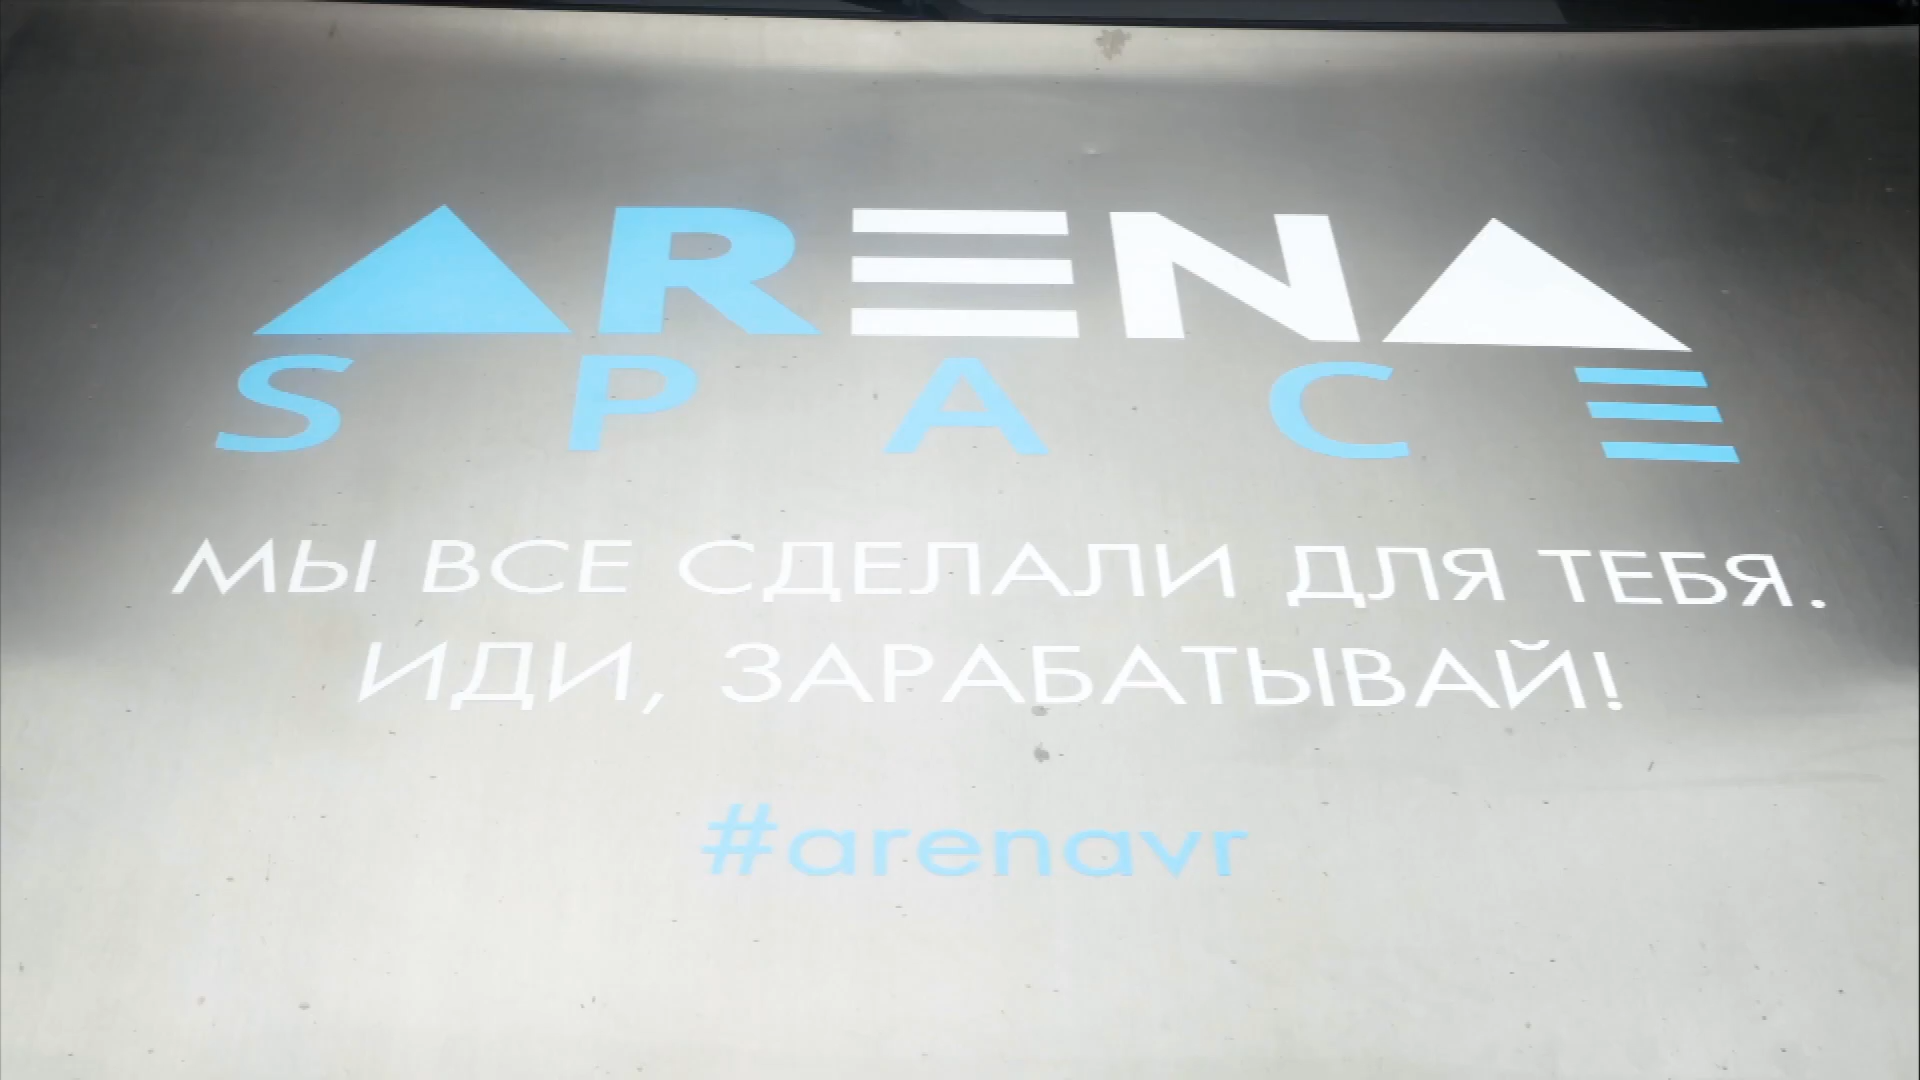 ARENA
SPACE
МЫ ВСЕ СДЕЛАЛИ ДЛЯ ТЕБЯ.
ИДИ, ЗАРАБАТЫВАЙ!
#arenavr